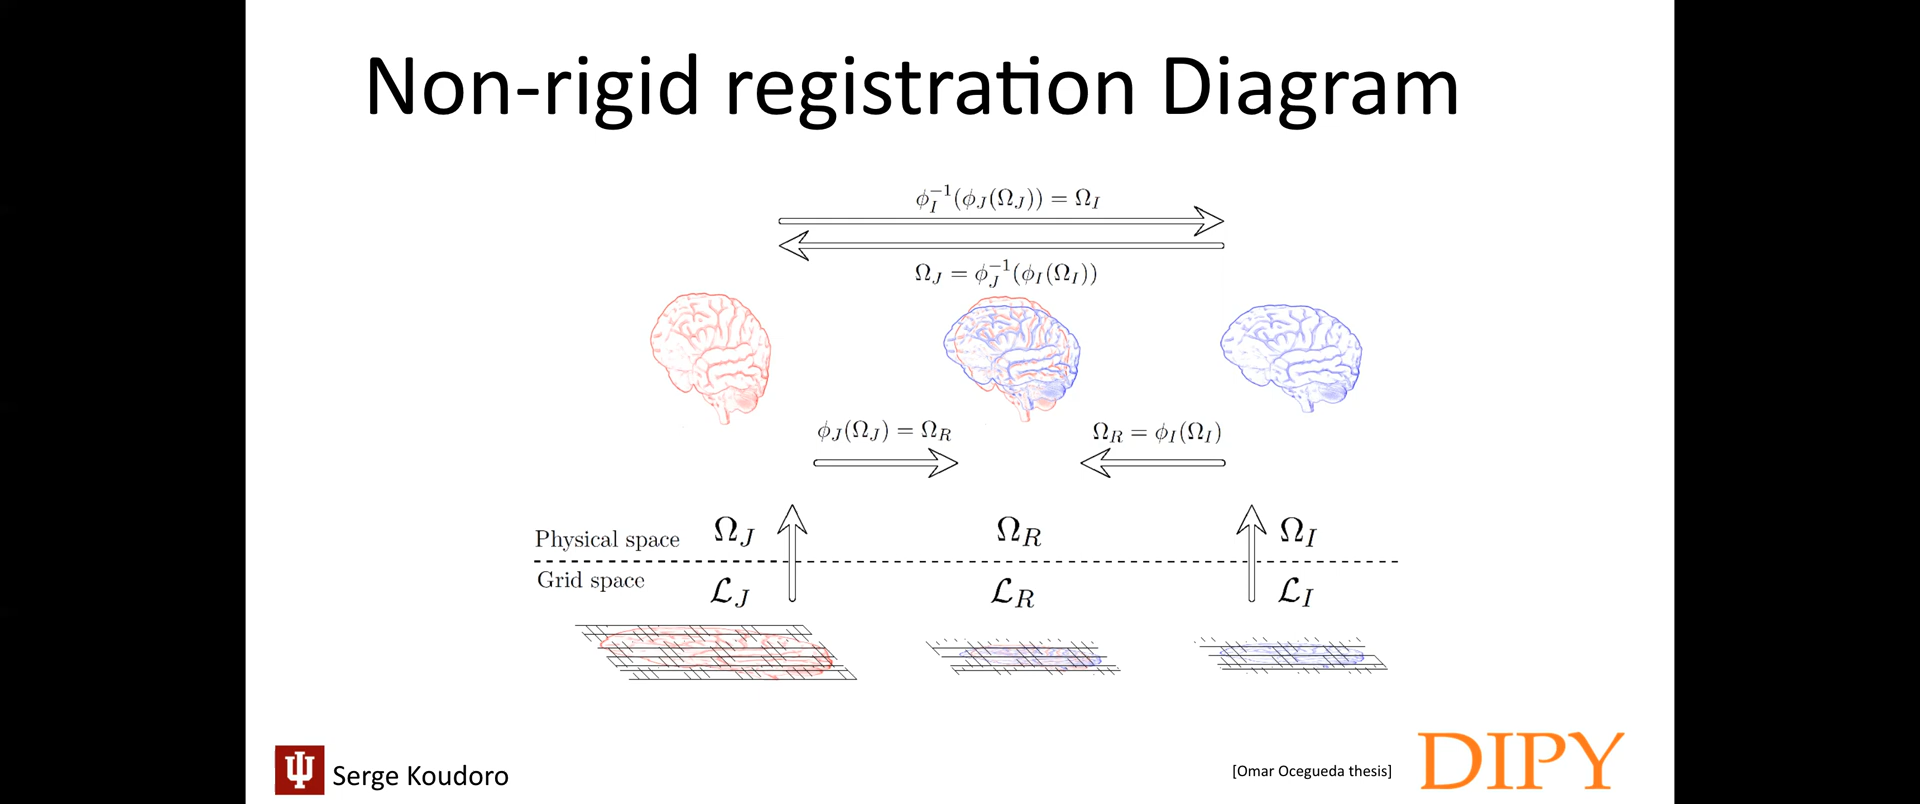 Non-rigid registration Diagram
ϕ_I^{-1}(ϕ_J(Ω_J)) = Ω_I
Ω_J = ϕ_J^{-1}(ϕ_I(Ω_I))
ϕ_J(Ω_J) = Ω_R
Ω_R = ϕ_I(Ω_I)
Physical space Ω_J Ω_R Ω_I
Grid space ℒ_J ℒ_R ℒ_I
Serge Koudoro
[Omar Ocegueda thesis]
DIPY